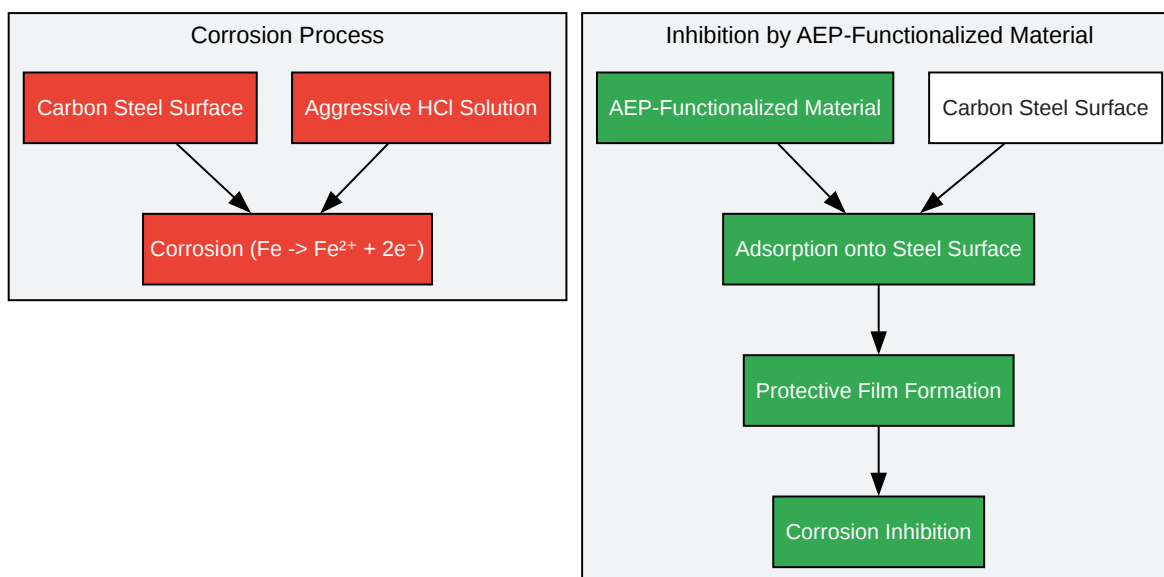 Corrosion Process
Carbon Steel Surface
Aggressive HCl Solution
Corrosion (Fe -> Fe²⁺ + 2e⁻)
Inhibition by AEP-Functionalized Material
AEP-Functionalized Material
Carbon Steel Surface
Adsorption onto Steel Surface
Protective Film Formation
Corrosion Inhibition